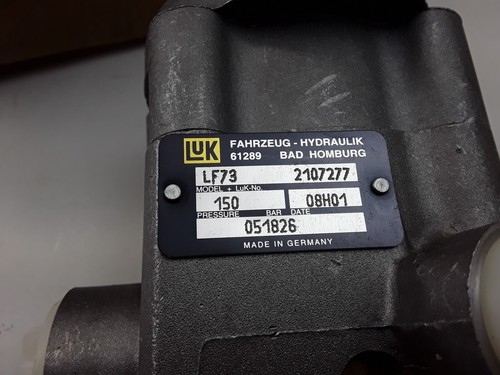 LUK FAHRZEUG - HYDRAULIK
61289 BAD HOMBURG
LF73 2107277
MODEL + LuK-No.
150 08H01
PRESSURE BAR DATE
051826
MADE IN GERMANY